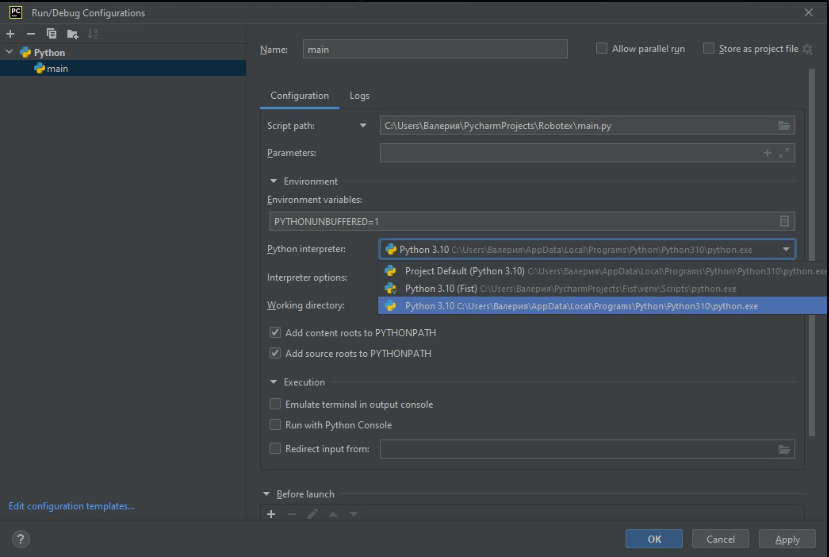 PC
Run/Debug Configurations
Python
main
Name:
main
Allow parallel run
Store as project file
Configuration
Logs
Script path:
C:\Users\Валерия\PycharmProjects\Robotex\main.py
Parameters:
Environment
Environment variables:
PYTHONUNBUFFERED=1
Python interpreter:
Python 3.10 C:\Users\Валерия\AppData\Local\Programs\Python\Python310\python.exe
Project Default (Python 3.10) C:\Users\Валерия\AppData\Local\Programs\Python\Python310\python.exe
Interpreter options:
Python 3.10 (Fist) C:\Users\Валерия\PycharmProjects\Fist\venv\Scripts\python.exe
Working directory:
Python 3.10 C:\Users\Валерия\AppData\Local\Programs\Python\Python310\python.exe
Add content roots to PYTHONPATH
Add source roots to PYTHONPATH
Execution
Emulate terminal in output console
Run with Python Console
Redirect input from:
Edit configuration templates...
Before launch
?
OK
Cancel
Apply